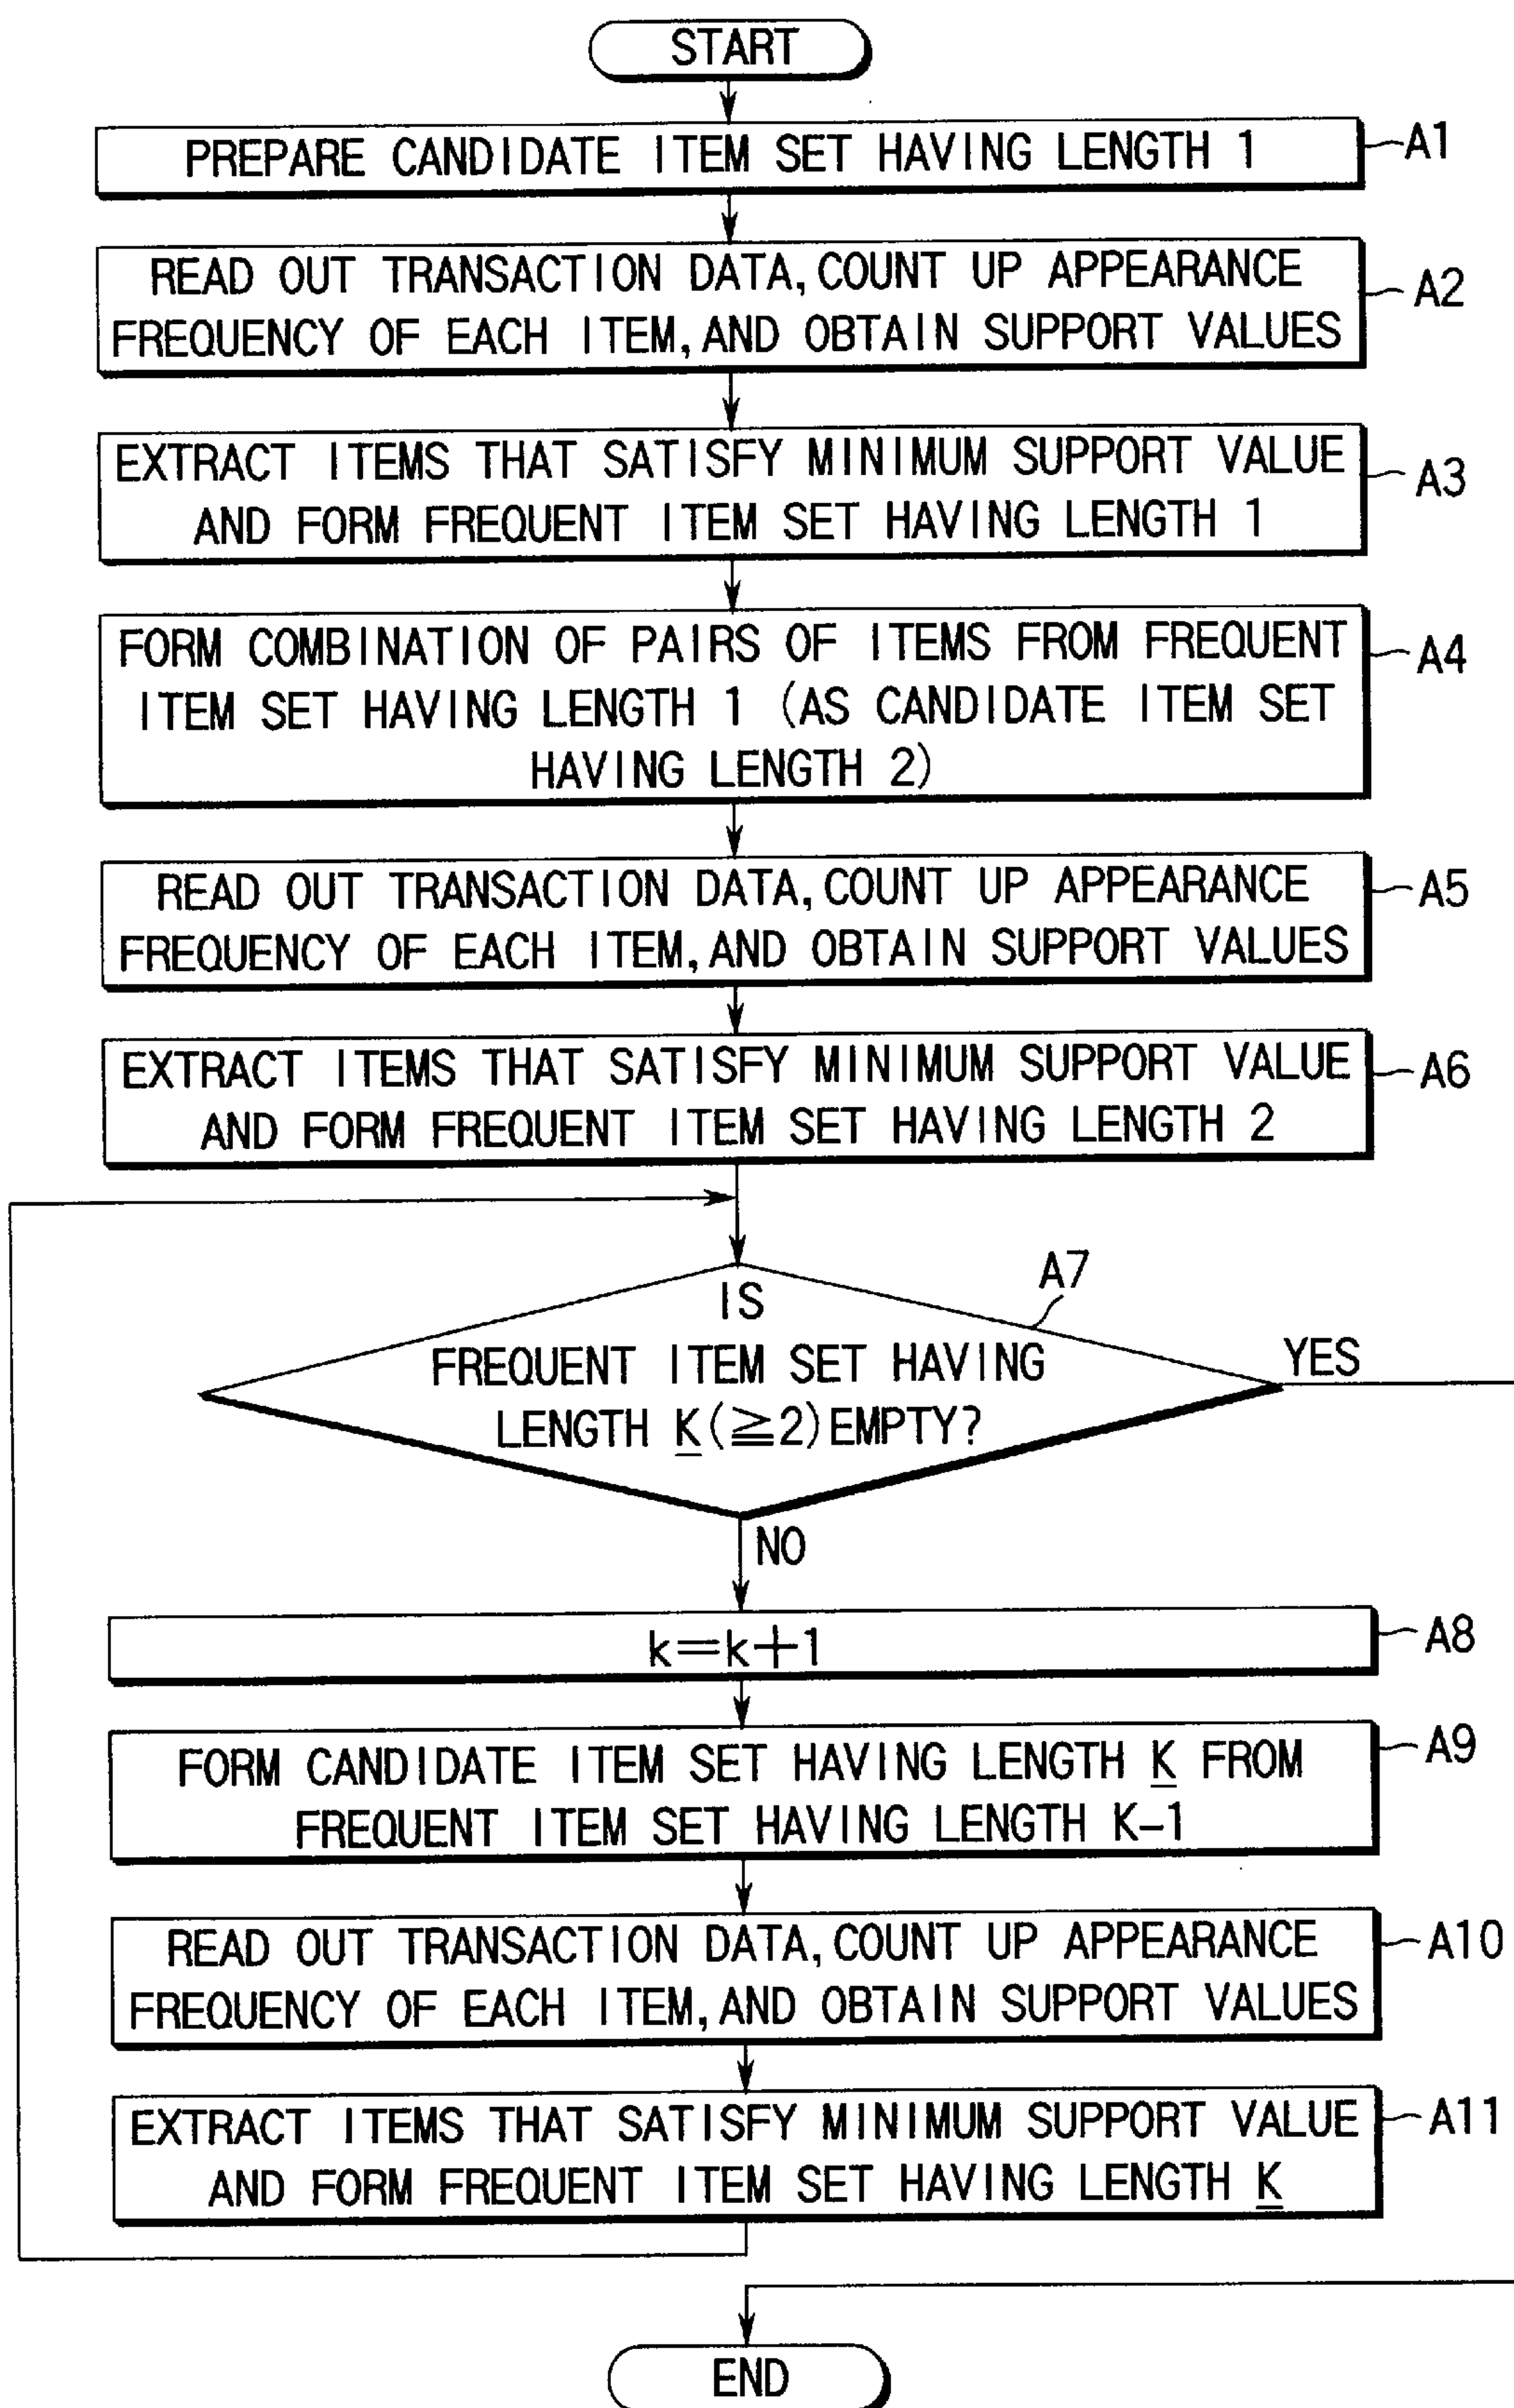 START
PREPARE CANDIDATE ITEM SET HAVING LENGTH 1
A1
READ OUT TRANSACTION DATA, COUNT UP APPEARANCE
FREQUENCY OF EACH ITEM, AND OBTAIN SUPPORT VALUES
A2
EXTRACT ITEMS THAT SATISFY MINIMUM SUPPORT VALUE
AND FORM FREQUENT ITEM SET HAVING LENGTH 1
A3
FORM COMBINATION OF PAIRS OF ITEMS FROM FREQUENT
ITEM SET HAVING LENGTH 1 (AS CANDIDATE ITEM SET
HAVING LENGTH 2)
A4
READ OUT TRANSACTION DATA, COUNT UP APPEARANCE
FREQUENCY OF EACH ITEM, AND OBTAIN SUPPORT VALUES
A5
EXTRACT ITEMS THAT SATISFY MINIMUM SUPPORT VALUE
AND FORM FREQUENT ITEM SET HAVING LENGTH 2
A6
A7
IS
FREQUENT ITEM SET HAVING
LENGTH K (≧2) EMPTY?
YES
NO
k=k+1
A8
FORM CANDIDATE ITEM SET HAVING LENGTH K FROM
FREQUENT ITEM SET HAVING LENGTH K-1
A9
READ OUT TRANSACTION DATA, COUNT UP APPEARANCE
FREQUENCY OF EACH ITEM, AND OBTAIN SUPPORT VALUES
A10
EXTRACT ITEMS THAT SATISFY MINIMUM SUPPORT VALUE
AND FORM FREQUENT ITEM SET HAVING LENGTH K
A11
END